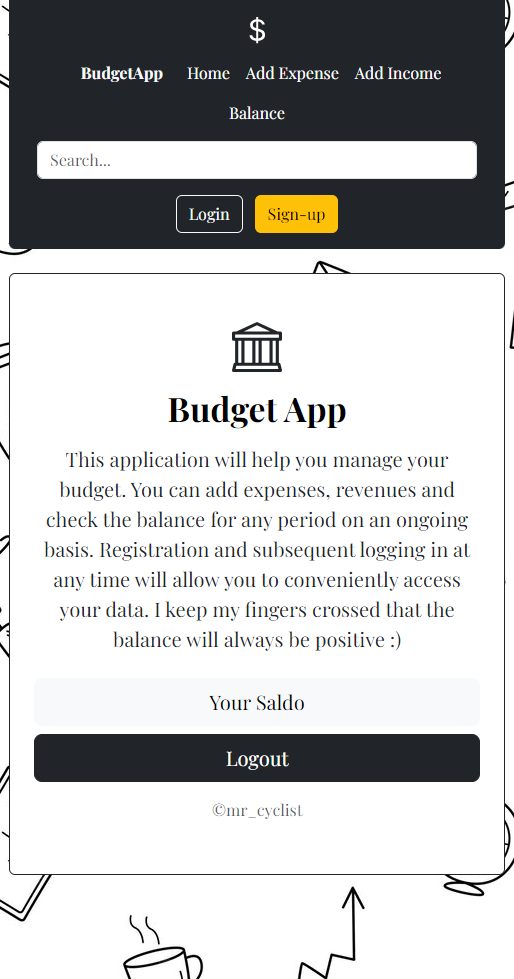 $
BudgetApp Home Add Expense Add Income
Balance
Search...
Login Sign-up
Budget App
This application will help you manage your
budget. You can add expenses, revenues and
check the balance for any period on an ongoing
basis. Registration and subsequent logging in at
any time will allow you to conveniently access
your data. I keep my fingers crossed that the
balance will always be positive :)
Your Saldo
Logout
©mr_cyclist